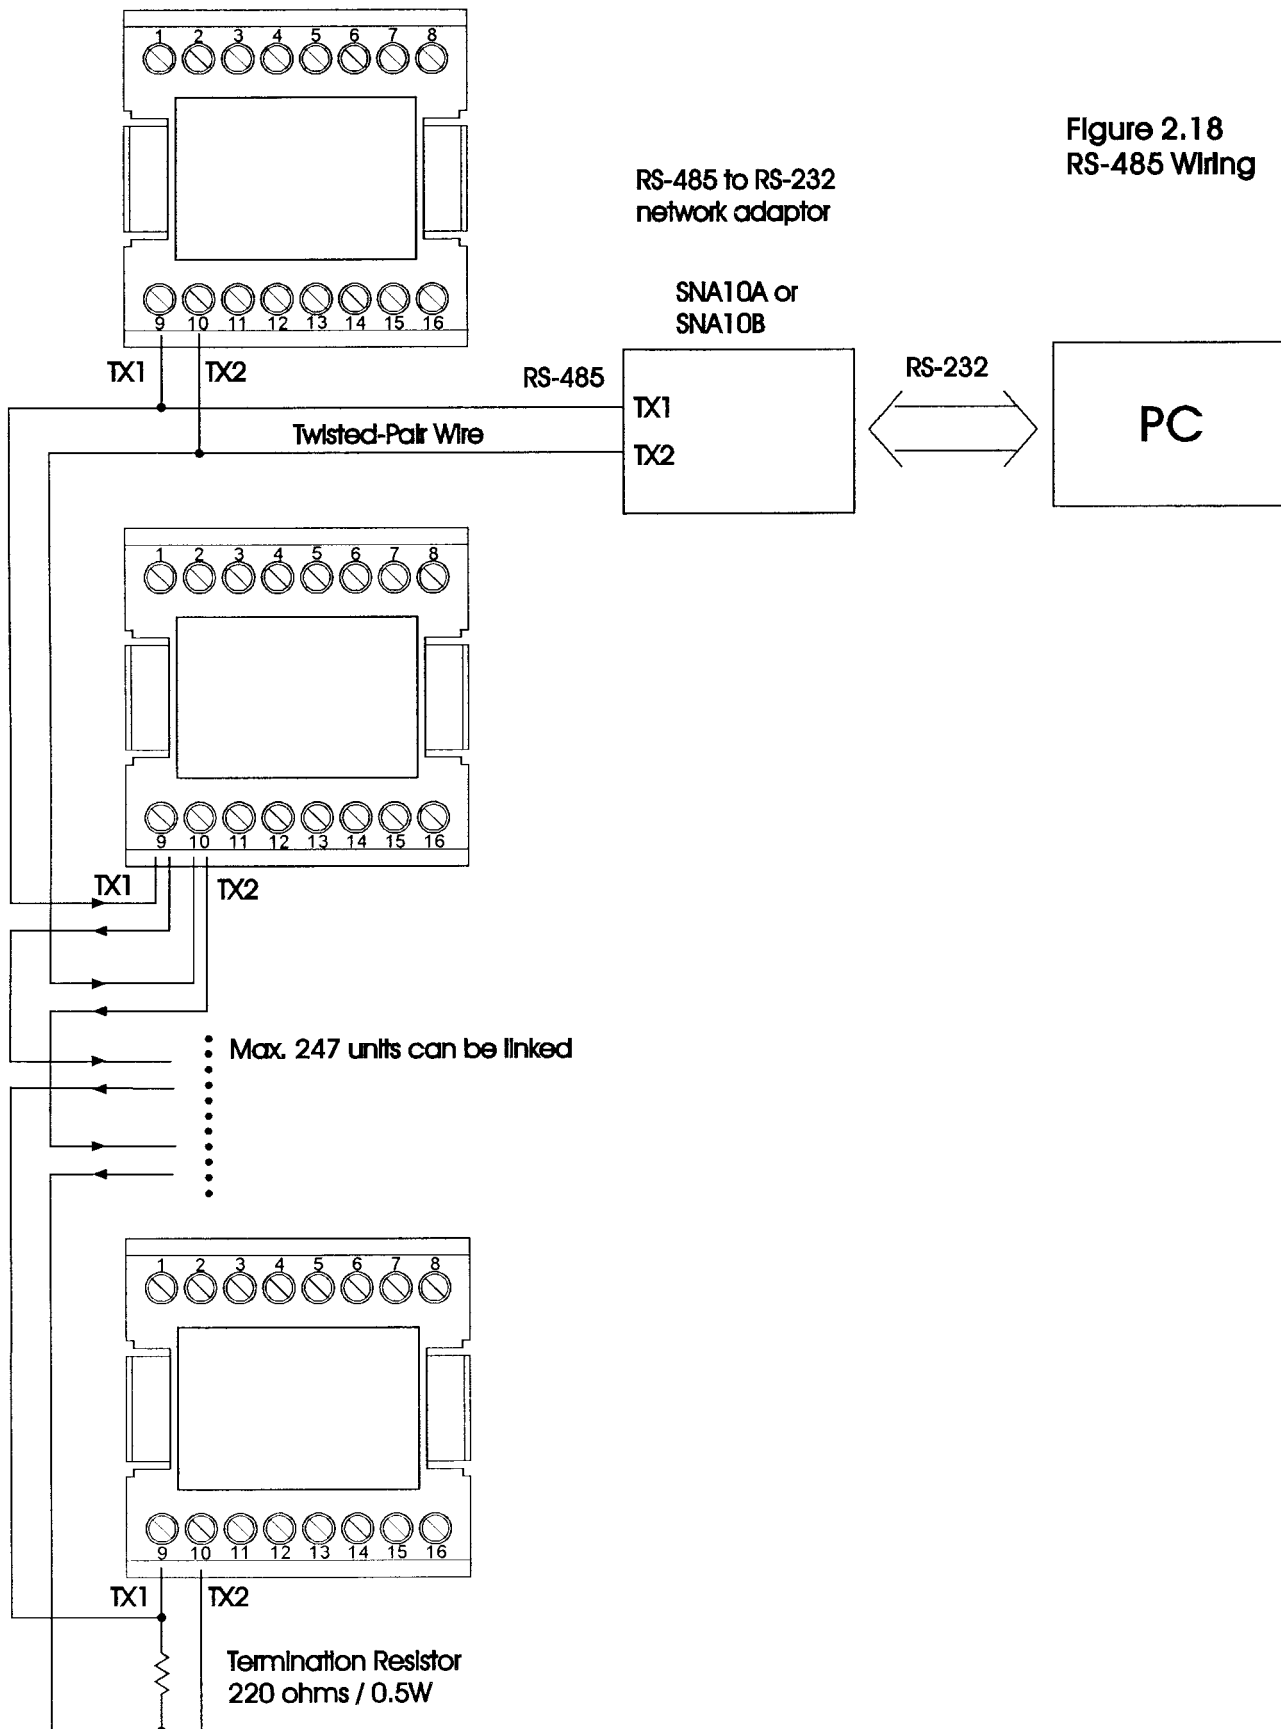 1 2 3 4 5 6 7 8
Figure 2.18
RS-485 Wiring
RS-485 to RS-232
network adaptor
SNA10A or
SNA10B
9 10 11 12 13 14 15 16
TX1 TX2
RS-485
RS-232
TX1
PC
Twisted-Pair Wire
TX2
1 2 3 4 5 6 7 8
9 10 11 12 13 14 15 16
TX1 TX2
Max. 247 units can be linked
1 2 3 4 5 6 7 8
9 10 11 12 13 14 15 16
TX1 TX2
Termination Resistor
220 ohms / 0.5W